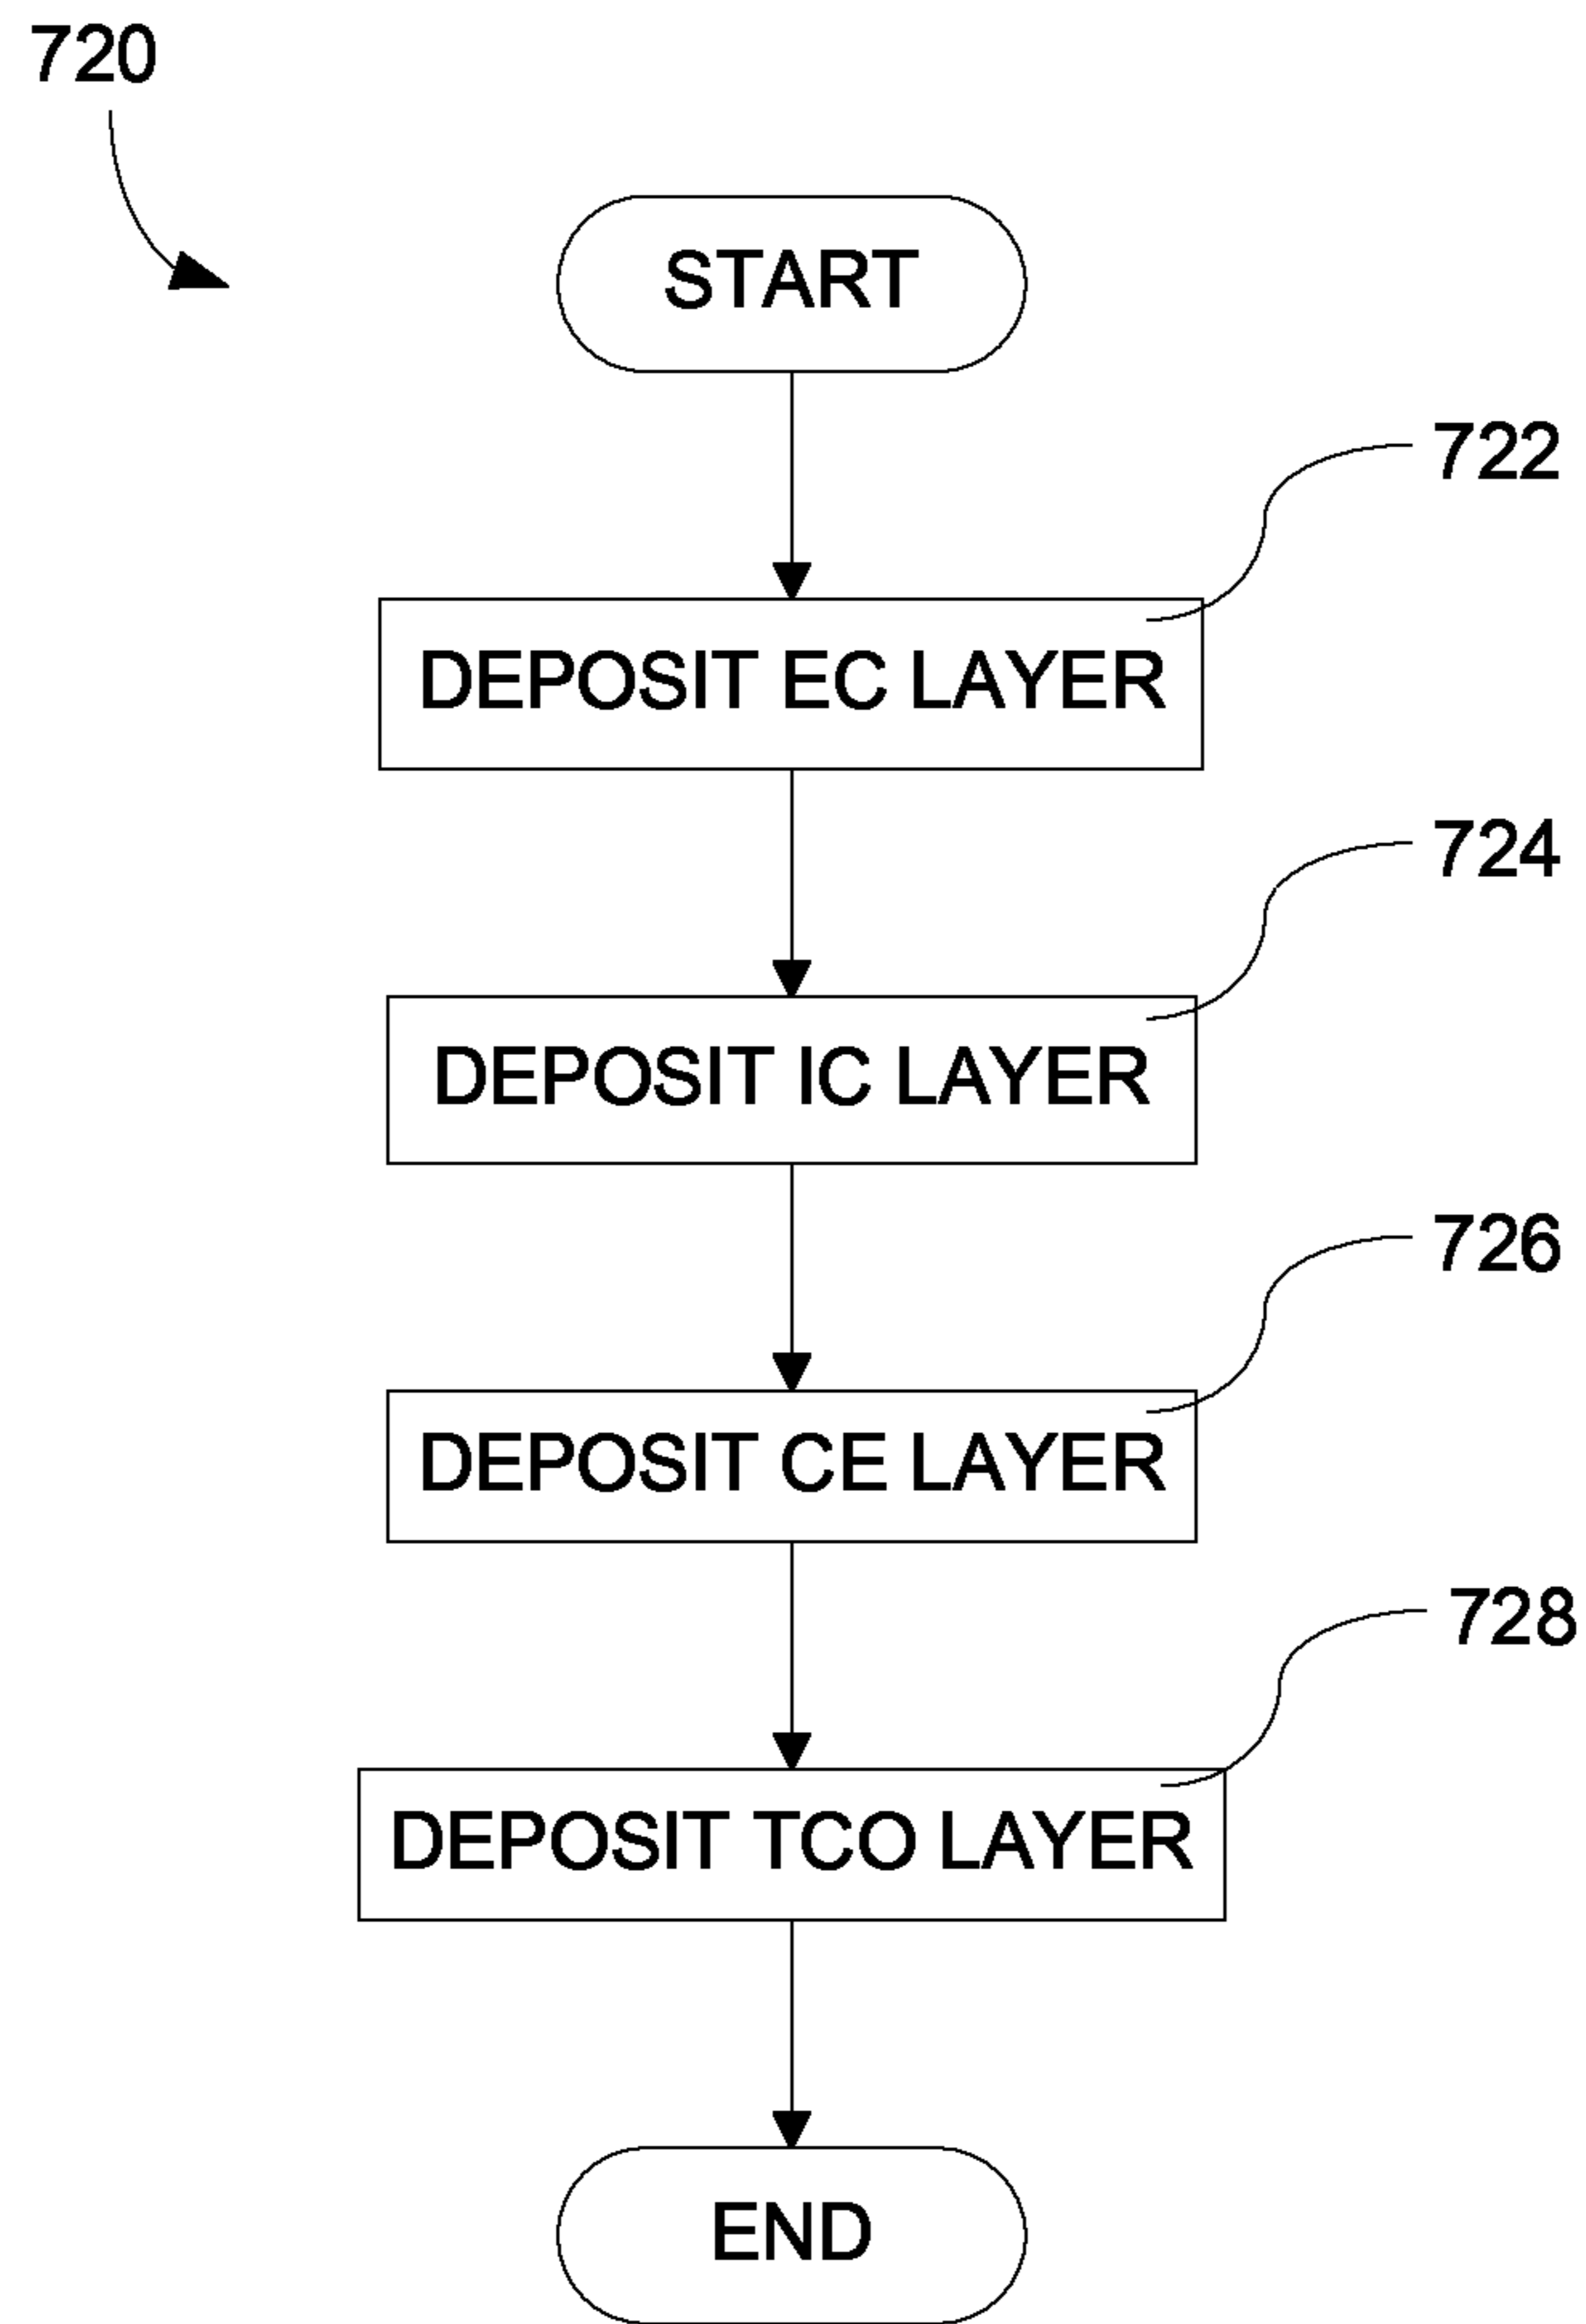 720
START
722
DEPOSIT EC LAYER
724
DEPOSIT IC LAYER
726
DEPOSIT CE LAYER
728
DEPOSIT TCO LAYER
END